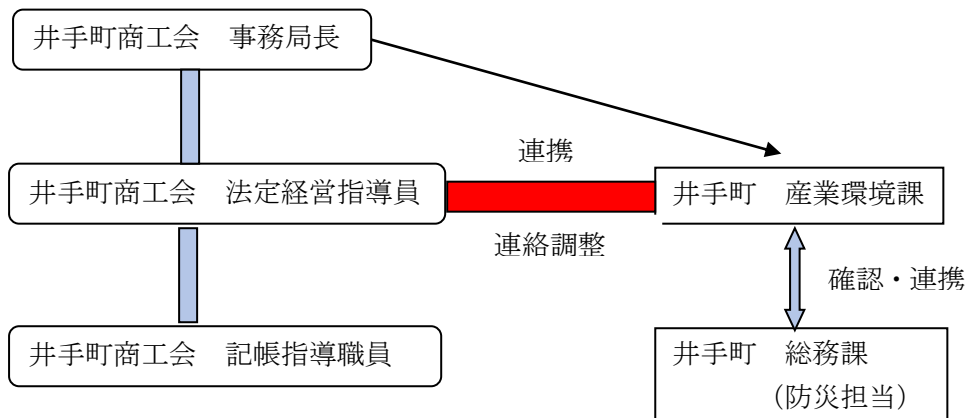 井手町商工会　事務局長
連携
井手町商工会　法定経営指導員
井手町　産業環境課
連絡調整
確認・連携
井手町商工会　記帳指導職員
井手町　総務課
（防災担当）